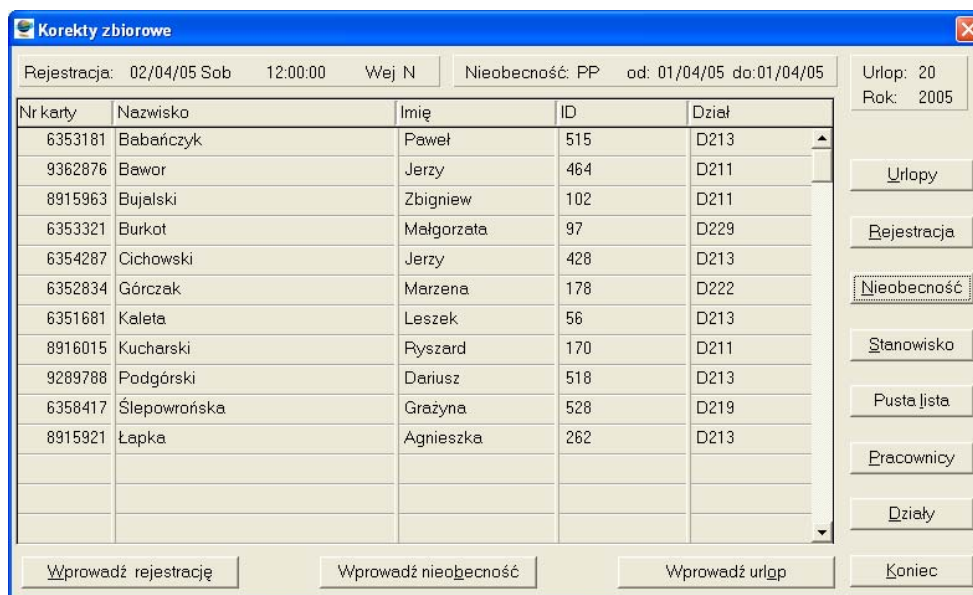 Korekty zbiorowe
Rejestracja: 02/04/05 Sob 12:00:00 Wej N Nieobecność: PP od: 01/04/05 do:01/04/05 Urlop: 20
Rok: 2005
Nr karty Nazwisko Imię ID Dział
6353181 Babańczyk Paweł 515 D213
9362876 Bawor Jerzy 464 D211
8915963 Bujalski Zbigniew 102 D211
6353321 Burkot Małgorzata 97 D229
6354287 Cichowski Jerzy 428 D213
6352834 Górczak Marzena 178 D222
6351681 Kaleta Leszek 56 D213
8916015 Kucharski Ryszard 170 D211
9289788 Podgórski Dariusz 518 D213
6358417 Ślepowrońska Grażyna 528 D219
8915921 Łapka Agnieszka 262 D213
Urlopy
Rejestracja
Nieobecność
Stanowisko
Pusta lista
Pracownicy
Działy
Koniec
Wprowadź rejestrację Wprowadź nieobecność Wprowadź urlop